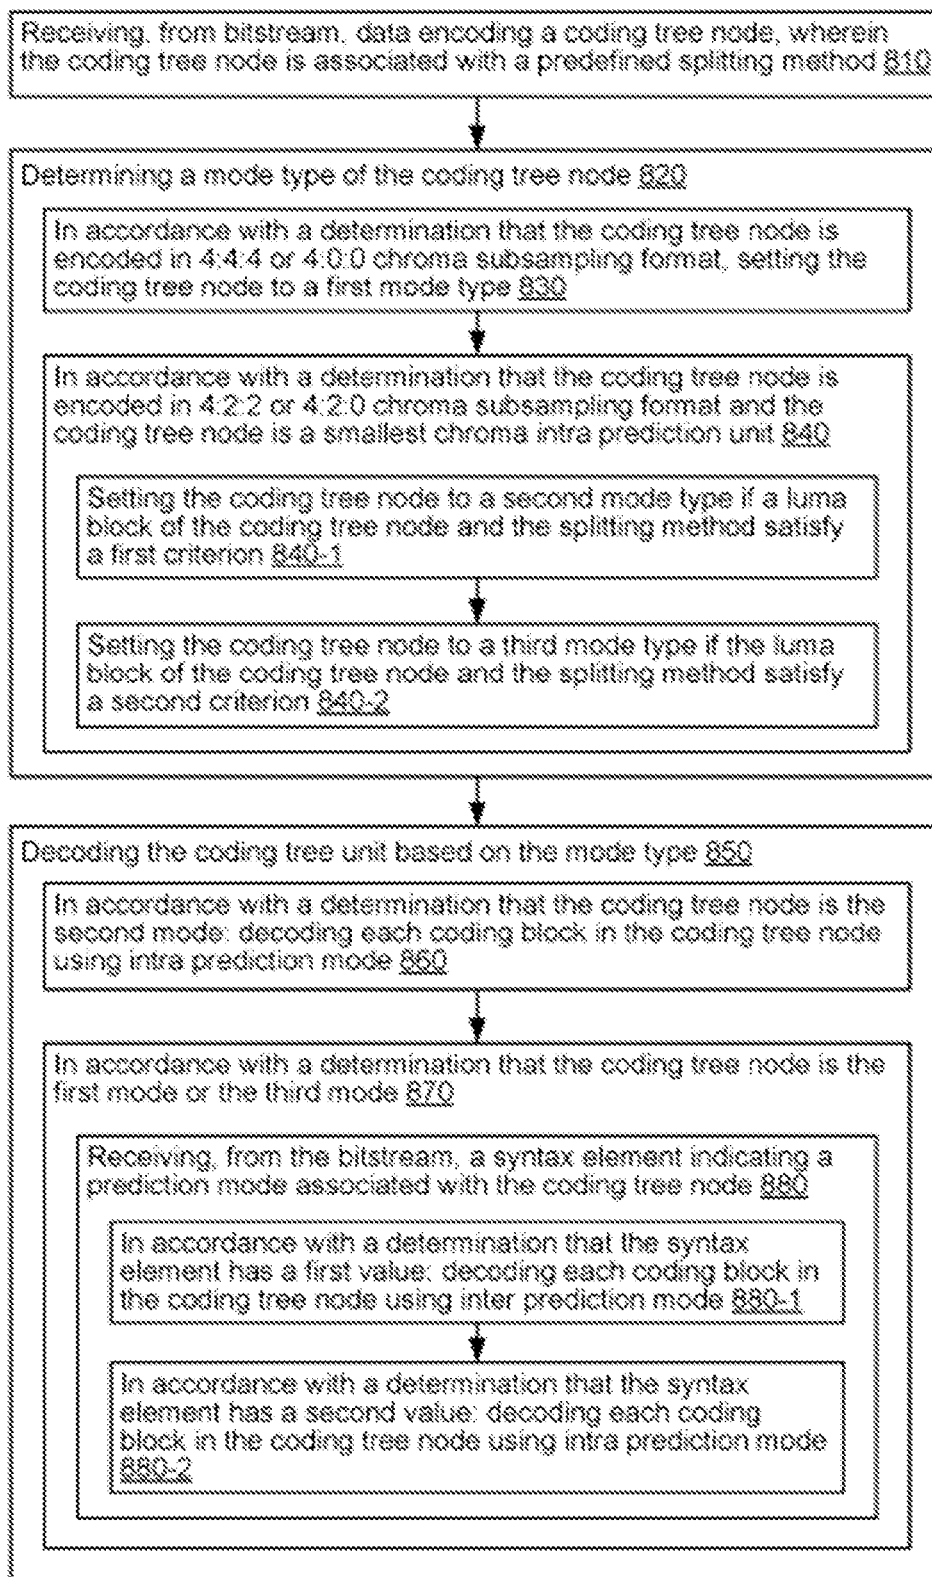 Receiving, from bitstream, data encoding a coding tree node, wherein
the coding tree node is associated with a predefined splitting method 810
Determining a mode type of the coding tree node 820
In accordance with a determination that the coding tree node is
encoded in 4:4:4 or 4:0:0 chroma subsampling format, setting the
coding tree node to a first mode type 830
In accordance with a determination that the coding tree node is
encoded in 4:2:2 or 4:2:0 chroma subsampling format and the
coding tree node is a smallest chroma intra prediction unit 840
Setting the coding tree node to a second mode type if a luma
block of the coding tree node and the splitting method satisfy
a first criterion 840-1
Setting the coding tree node to a third mode type if the luma
block of the coding tree node and the splitting method satisfy
a second criterion 840-2
Decoding the coding tree unit based on the mode type 850
In accordance with a determination that the coding tree node is the
second mode: decoding each coding block in the coding tree node
using intra prediction mode 860
In accordance with a determination that the coding tree node is the
first mode or the third mode 870
Receiving, from the bitstream, a syntax element indicating a
prediction mode associated with the coding tree node 880
In accordance with a determination that the syntax
element has a first value: decoding each coding block in
the coding tree node using inter prediction mode 880-1
In accordance with a determination that the syntax
element has a second value: decoding each coding
block in the coding tree node using intra prediction mode
880-2